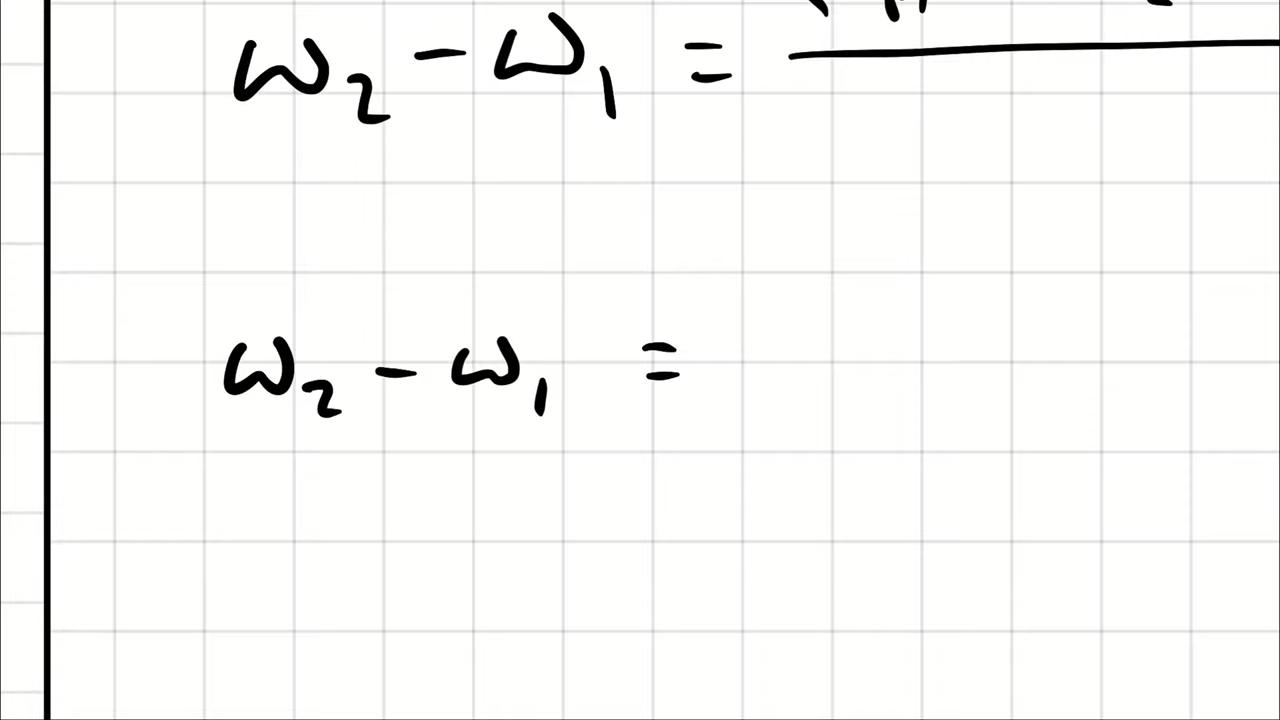 ω₂ − ω₁ =
ω₂ − ω₁ =